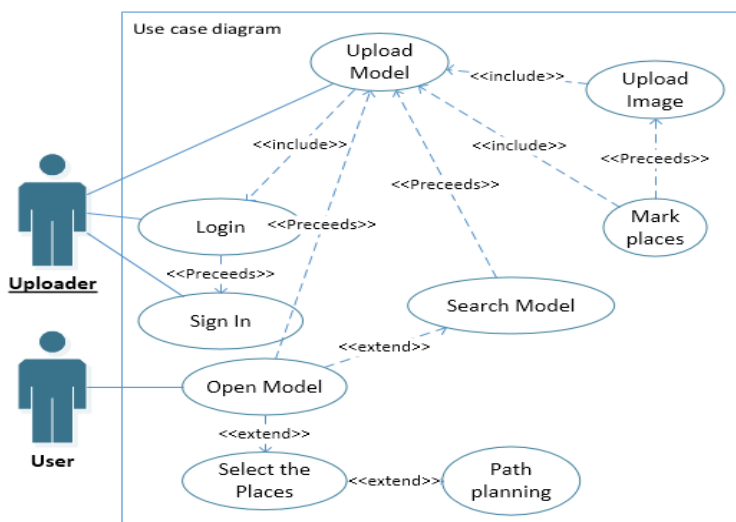 Use case diagram
Upload
Model
<<include>>
Upload
Image
<<include>>
<<include>>
<<Preceeds>>
<<Preceeds>>
Mark
places
Login
<<Preceeds>>
<<Preceeds>>
Uploader
Sign In
Search Model
<<extend>>
Open Model
<<extend>>
User
Select the
Places
<<extend>>
Path
planning